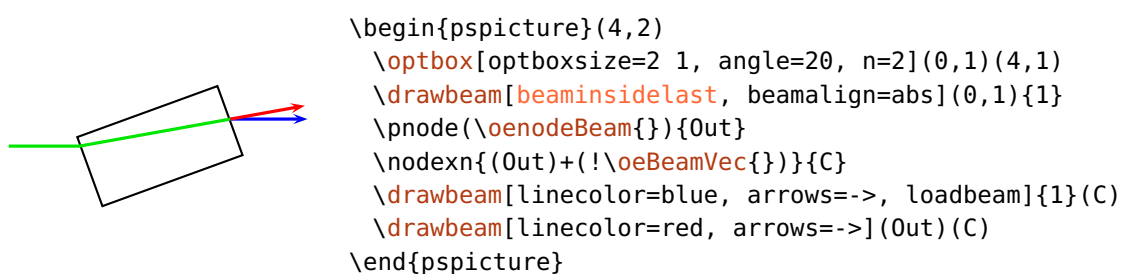 \begin{pspicture}(4,2)
  \optbox[optboxsize=2 1, angle=20, n=2](0,1)(4,1)
  \drawbeam[beaminsidelast, beamalign=abs](0,1){1}
  \pnode(\oenodeBeam{}){Out}
  \nodexn{(Out)+(!\oeBeamVec{})}{C}
  \drawbeam[linecolor=blue, arrows=->, loadbeam]{1}(C)
  \drawbeam[linecolor=red, arrows=->](Out)(C)
\end{pspicture}